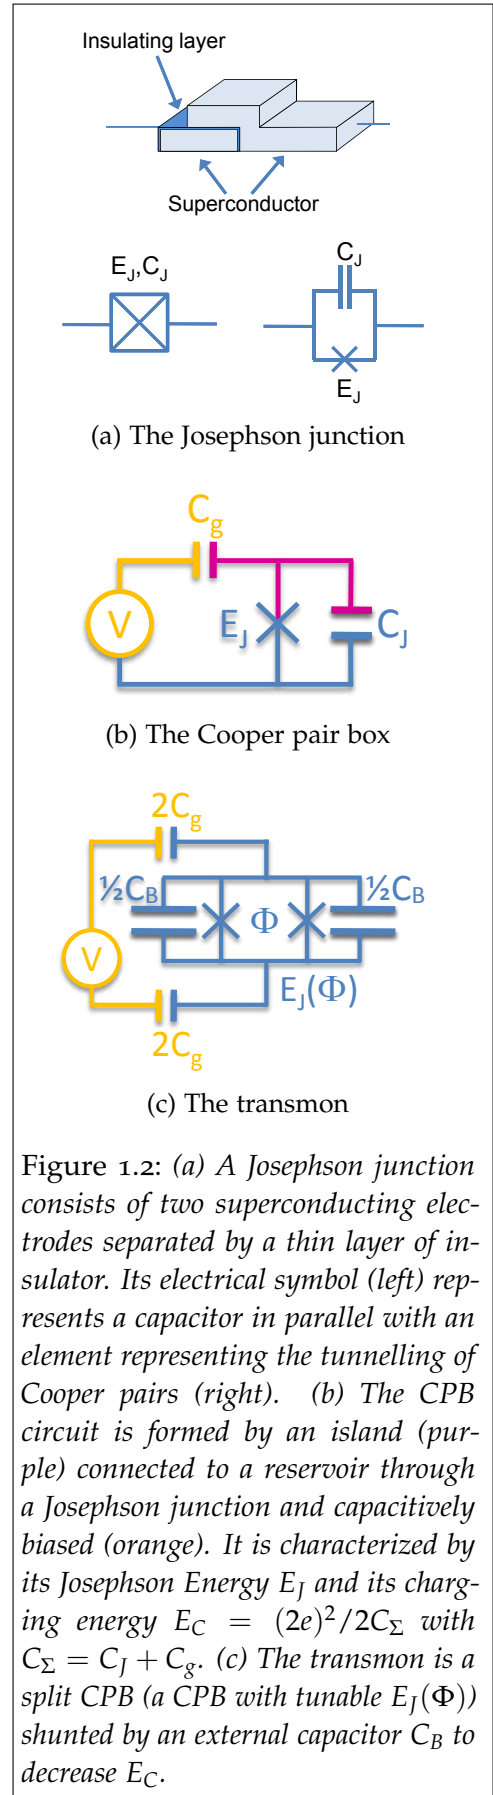 Insulating layer
Superconductor
E_J,C_J
C_J
E_J
(a) The Josephson junction
C_g
V
E_J
C_J
(b) The Cooper pair box
2C_g
½C_B
½C_B
Φ
V
E_J(Φ)
2C_g
(c) The transmon
Figure 1.2: (a) A Josephson junction
consists of two superconducting elec-
trodes separated by a thin layer of in-
sulator. Its electrical symbol (left) rep-
resents a capacitor in parallel with an
element representing the tunnelling of
Cooper pairs (right). (b) The CPB
circuit is formed by an island (pur-
ple) connected to a reservoir through
a Josephson junction and capacitively
biased (orange). It is characterized by
its Josephson Energy E_J and its charg-
ing energy E_C = (2e)²/2C_Σ with
C_Σ = C_J + C_g. (c) The transmon is a
split CPB (a CPB with tunable E_J(Φ))
shunted by an external capacitor C_B to
decrease E_C.